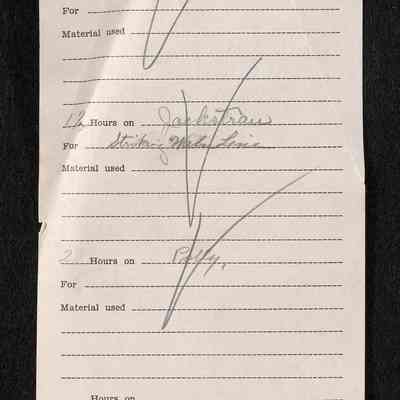 For
Material used
1½ Hours on Jackstraw
For Striking Water Line
Material used
2 Hours on Polly.
For
Material used
Hours on